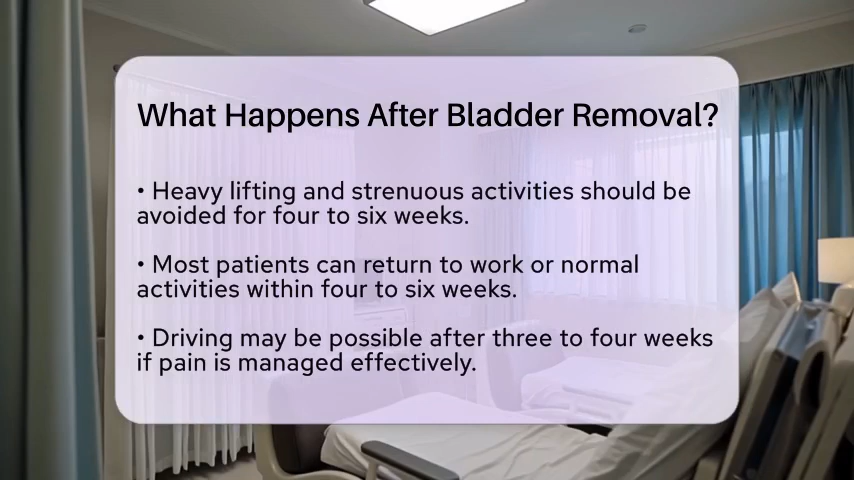 What Happens After Bladder Removal?
• Heavy lifting and strenuous activities should be
avoided for four to six weeks.
• Most patients can return to work or normal
activities within four to six weeks.
• Driving may be possible after three to four weeks
if pain is managed effectively.